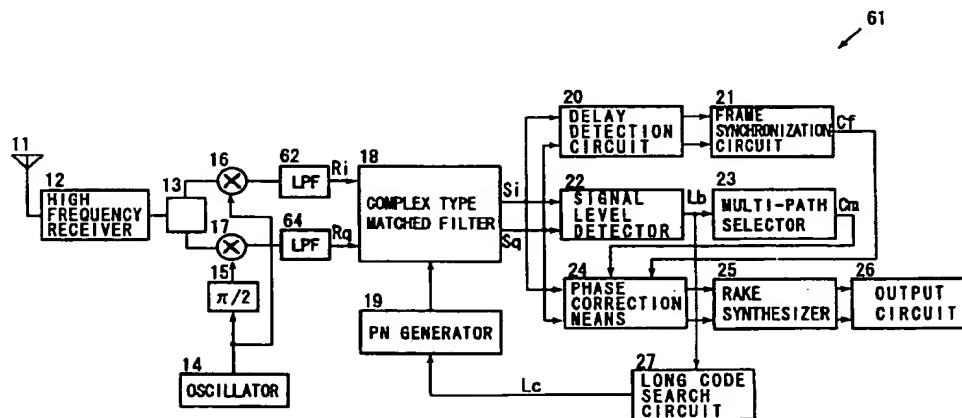 61
11
12
HIGH
FREQUENCY
RECEIVER
13
16
17
15
π/2
14
OSCILLATOR
62
LPF
Ri
64
LPF
Rq
18
COMPLEX TYPE
MATCHED FILTER
19
PN GENERATOR
Si
Sq
20
DELAY
DETECTION
CIRCUIT
21
FRAME
SYNCHRONIZATION
CIRCUIT
Cf
22
SIGNAL
LEVEL
DETECTOR
Lb
23
MULTI-PATH
SELECTOR
Cm
24
PHASE
CORRECTION
NEANS
25
RAKE
SYNTHESIZER
26
OUTPUT
CIRCUIT
27
LONG CODE
SEARCH
CIRCUIT
Lc